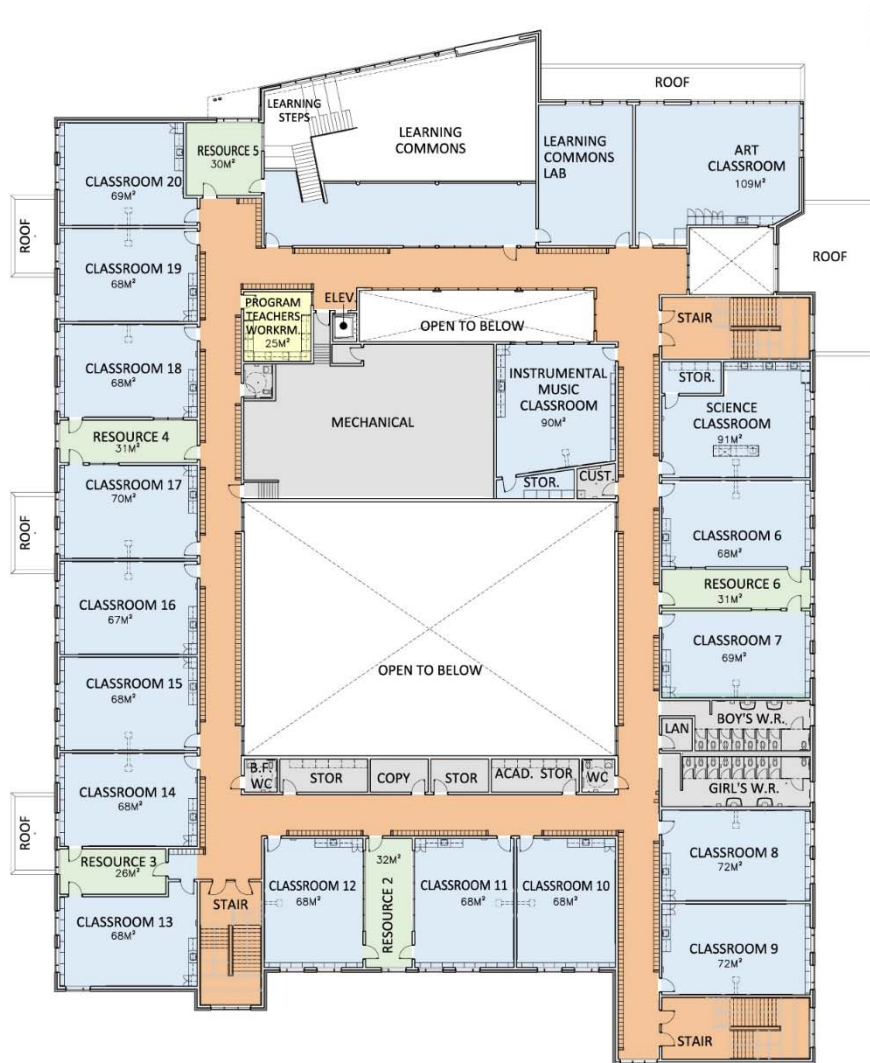 ROOF
LEARNING
STEPS
LEARNING
COMMONS
LEARNING
COMMONS
LAB
ART
CLASSROOM
109M²
RESOURCE 5
30M²
CLASSROOM 20
69M²
ROOF
ROOF
CLASSROOM 19
68M²
PROGRAM
TEACHERS
WORKRM.
25M²
ELEV.
OPEN TO BELOW
STAIR
CLASSROOM 18
68M²
INSTRUMENTAL
MUSIC
CLASSROOM
90M²
STOR.
SCIENCE
CLASSROOM
91M²
RESOURCE 4
31M²
MECHANICAL
CLASSROOM 17
70M²
STOR.
CUST.
ROOF
CLASSROOM 6
68M²
RESOURCE 6
31M²
CLASSROOM 16
67M²
CLASSROOM 7
69M²
OPEN TO BELOW
CLASSROOM 15
68M²
BOY'S W.R.
LAN
B.F.
WC
STOR
COPY
STOR
ACAD. STOR
WC
GIRL'S W.R.
CLASSROOM 14
68M²
ROOF
RESOURCE 3
26M²
32M²
RESOURCE 2
CLASSROOM 8
72M²
CLASSROOM 12
68M²
CLASSROOM 11
68M²
CLASSROOM 10
68M²
STAIR
CLASSROOM 13
68M²
CLASSROOM 9
72M²
STAIR